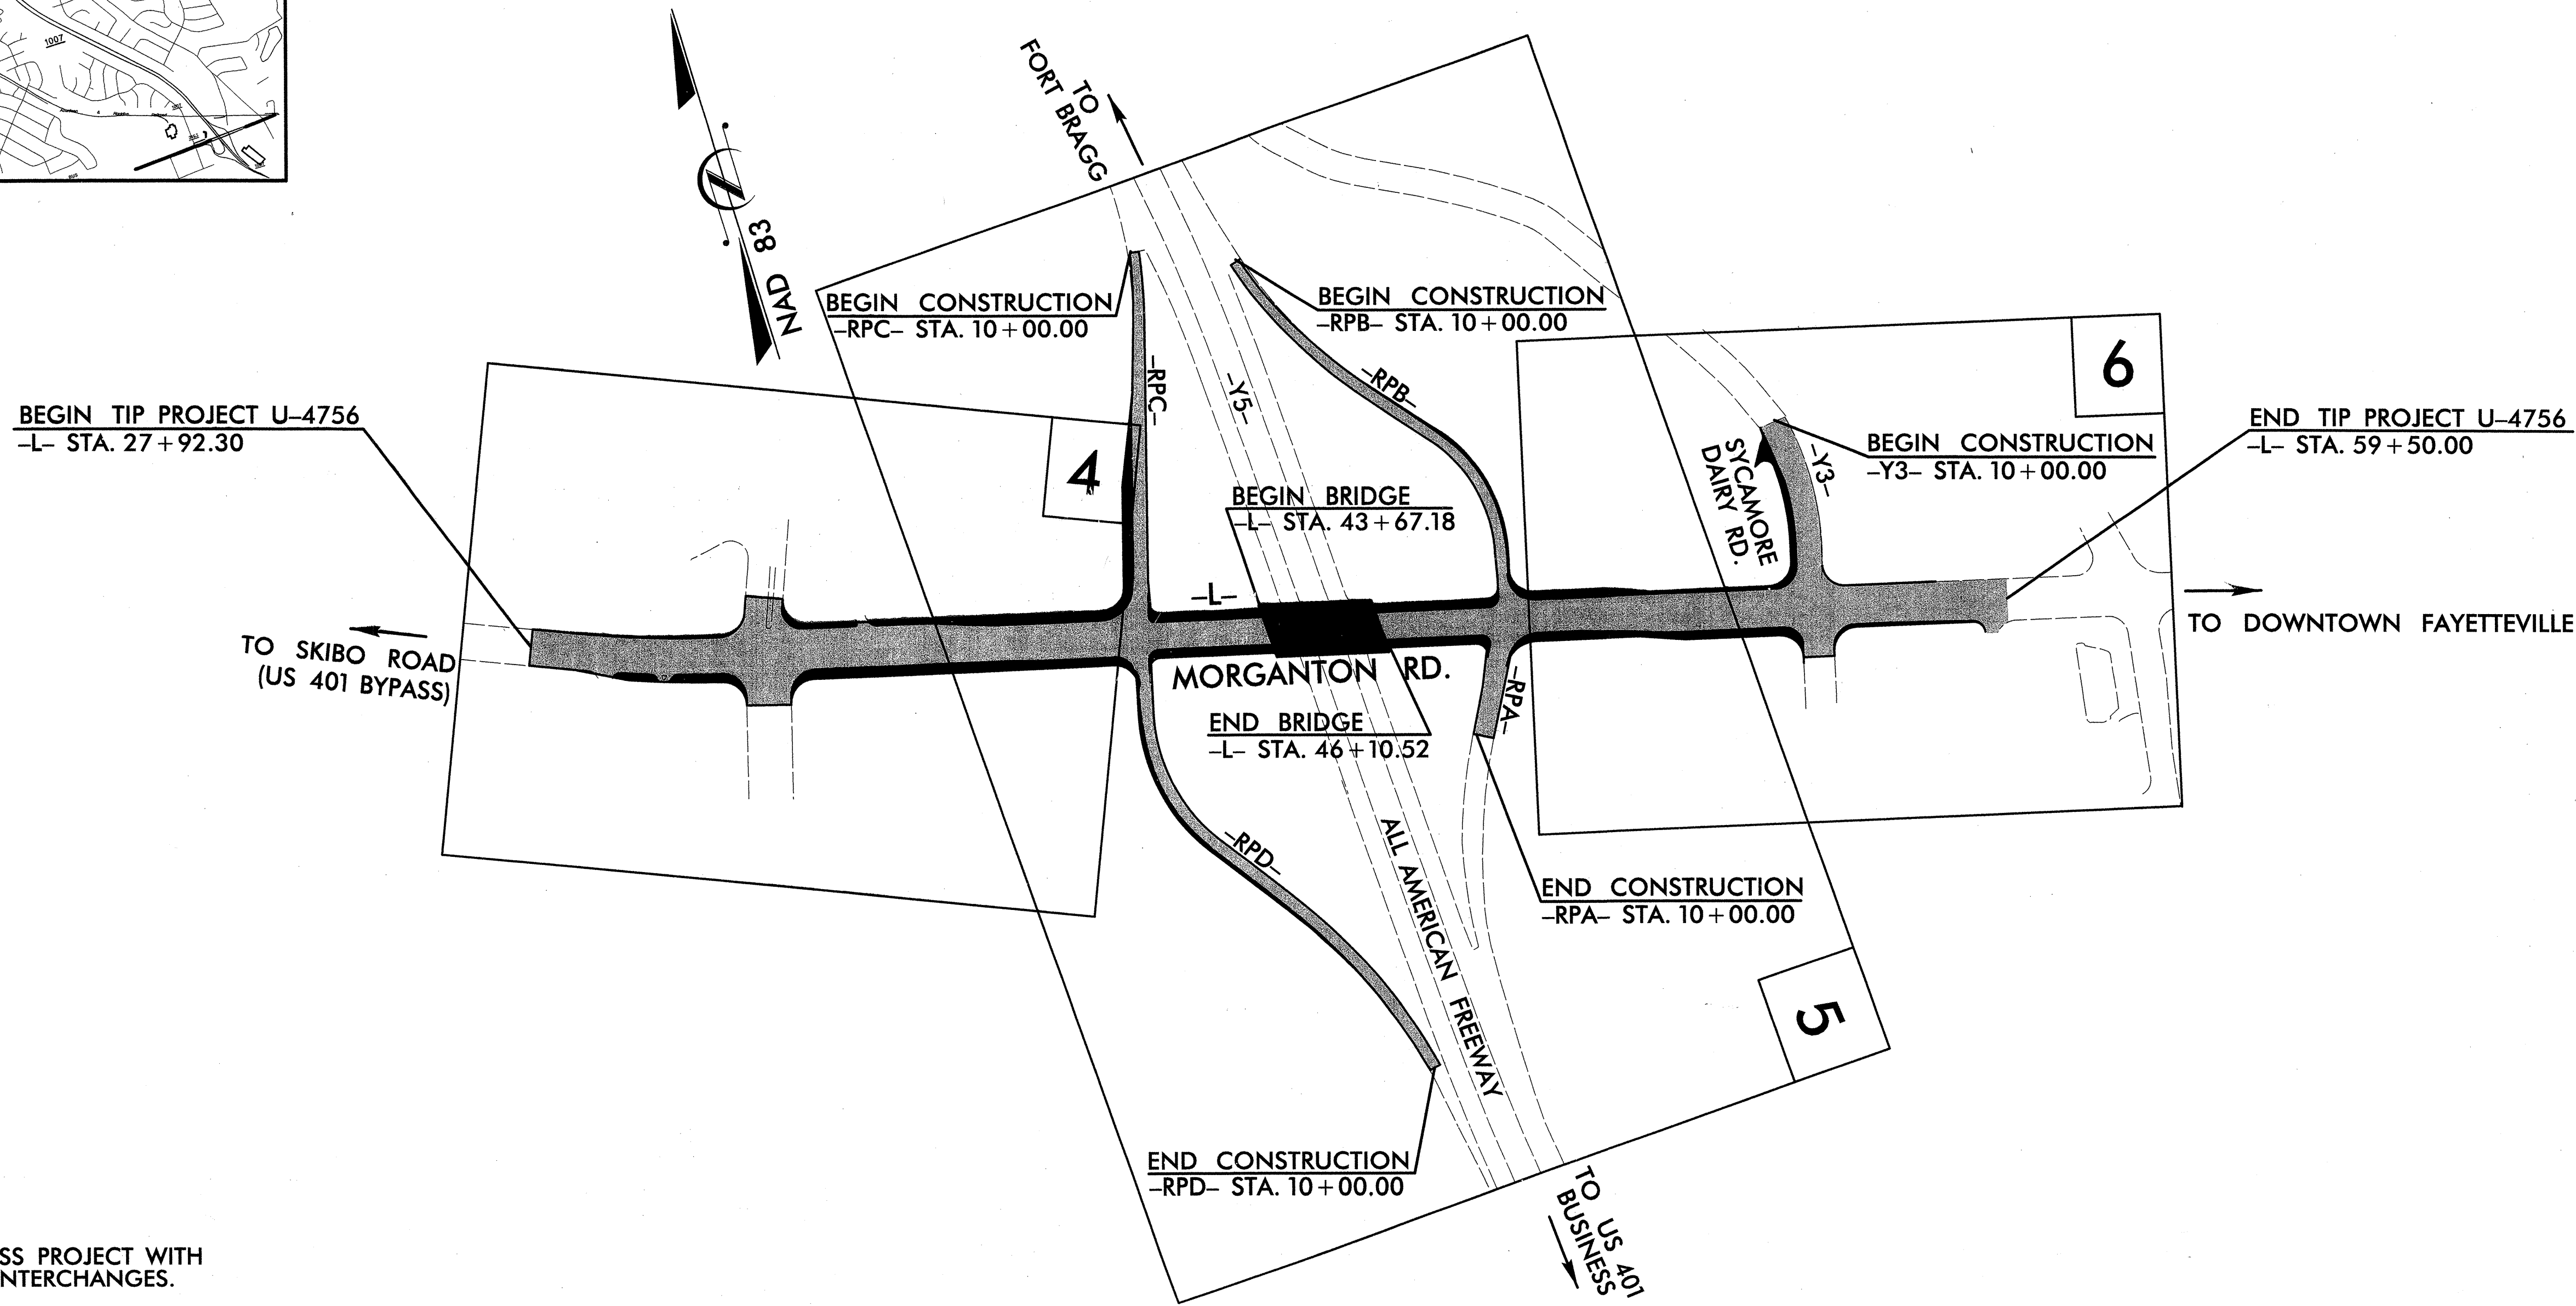 1007
TO
FORT BRAGG
NAD 83
BEGIN CONSTRUCTION
-RPC- STA. 10+00.00
BEGIN CONSTRUCTION
-RPB- STA. 10+00.00
-RPC-
-Y5-
-RPB-
6
BEGIN TIP PROJECT U-4756
-L- STA. 27+92.30
END TIP PROJECT U-4756
-L- STA. 59+50.00
4
BEGIN CONSTRUCTION
-Y3- STA. 10+00.00
-Y3-
SYCAMORE
DAIRY RD.
BEGIN BRIDGE
-L- STA. 43+67.18
-L-
TO SKIBO ROAD
(US 401 BYPASS)
TO DOWNTOWN FAYETTEVILLE
MORGANTON RD.
-RPA-
END BRIDGE
-L- STA. 46+10.52
-RPD-
ALL AMERICAN FREEWAY
END CONSTRUCTION
-RPA- STA. 10+00.00
5
END CONSTRUCTION
-RPD- STA. 10+00.00
TO US 401
BUSINESS
SS PROJECT WITH
NTERCHANGES.